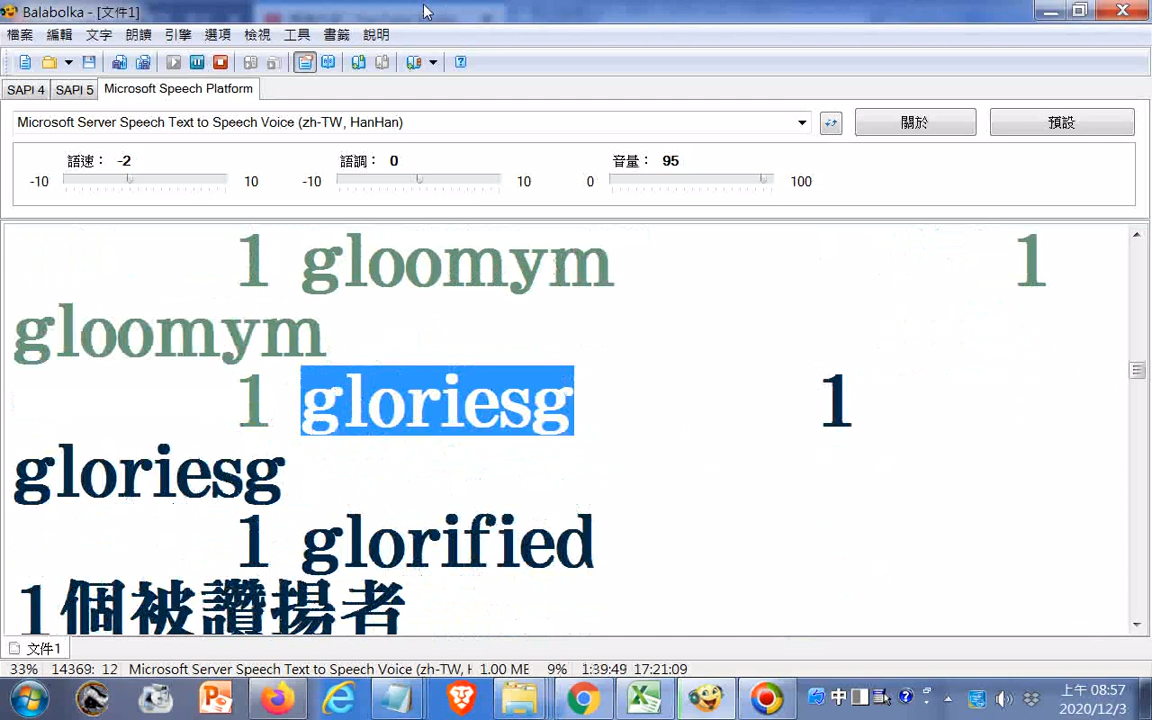 Balabolka - [文件1]
檔案 編輯 文字 朗讀 引擎 選項 檢視 工具 書籤 說明
SAPI 4 SAPI 5 Microsoft Speech Platform
Microsoft Server Speech Text to Speech Voice (zh-TW, HanHan) 關於 預設
語速： -2 語調： 0 音量： 95
-10 10 -10 10 0 100
1 gloomym 1
gloomym
1 gloriesg 1
gloriesg
1 glorified
1個被讚揚者
文件1
33% 14369: 12 Microsoft Server Speech Text to Speech Voice (zh-TW, H 1.00 ME 9% 1:39:49 17:21:09
中 上午 08:57
2020/12/3